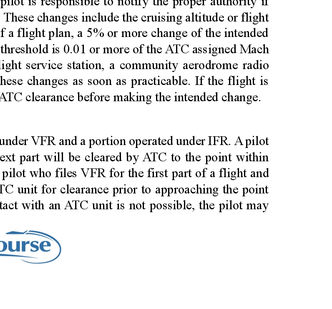 pilot is responsible to notify the proper authority if
These changes include the cruising altitude or flight
f a flight plan, a 5% or more change of the intended
threshold is 0.01 or more of the ATC assigned Mach
light service station, a community aerodrome radio
hese changes as soon as practicable. If the flight is
ATC clearance before making the intended change.
under VFR and a portion operated under IFR. A pilot
ext part will be cleared by ATC to the point within
pilot who files VFR for the first part of a flight and
TC unit for clearance prior to approaching the point
tact with an ATC unit is not possible, the pilot may
ourse